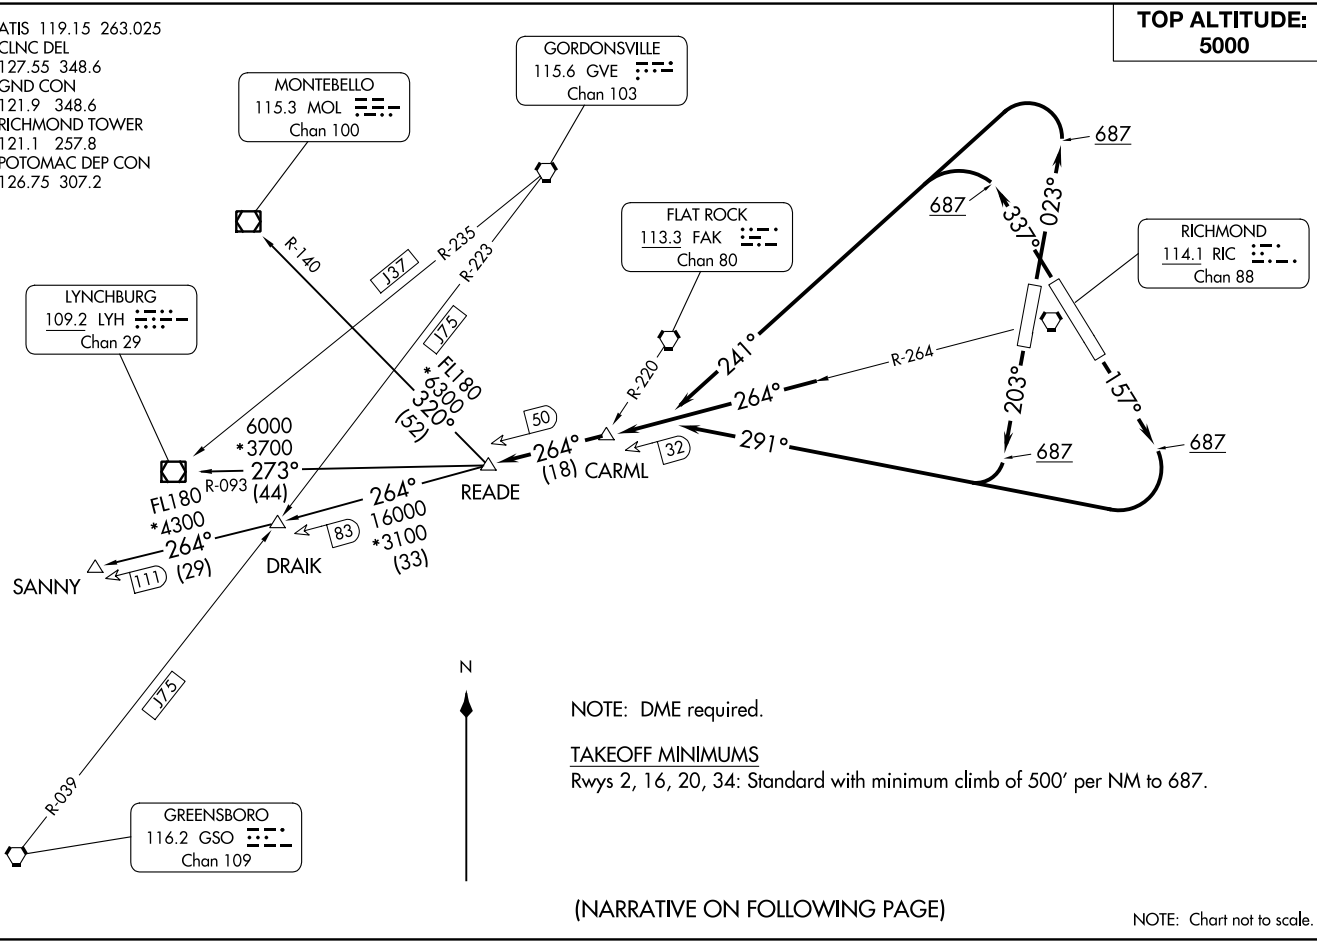 ATIS 119.15 263.025
CLNC DEL
127.55 348.6
GND CON
121.9 348.6
RICHMOND TOWER
121.1 257.8
POTOMAC DEP CON
126.75 307.2
TOP ALTITUDE:
5000
GORDONSVILLE
115.6 GVE
Chan 103
MONTEBELLO
115.3 MOL
Chan 100
FLAT ROCK
113.3 FAK
Chan 80
RICHMOND
114.1 RIC
Chan 88
LYNCHBURG
109.2 LYH
Chan 29
687
687
023°
337°
R-140
R-235
R-223
J37
J75
R-220
R-264
241°
264°
291°
203°
157°
687
687
FL180
*6300
320°
(52)
50
264°
(18)
CARML
32
READE
6000
*3700
273°
(44)
R-093
264°
16000
*3100
(33)
83
DRAIK
FL180
*4300
264°
(29)
111
SANNY
J75
R-039
GREENSBORO
116.2 GSO
Chan 109
N
NOTE: DME required.
TAKEOFF MINIMUMS
Rwys 2, 16, 20, 34: Standard with minimum climb of 500' per NM to 687.
(NARRATIVE ON FOLLOWING PAGE)
NOTE: Chart not to scale.